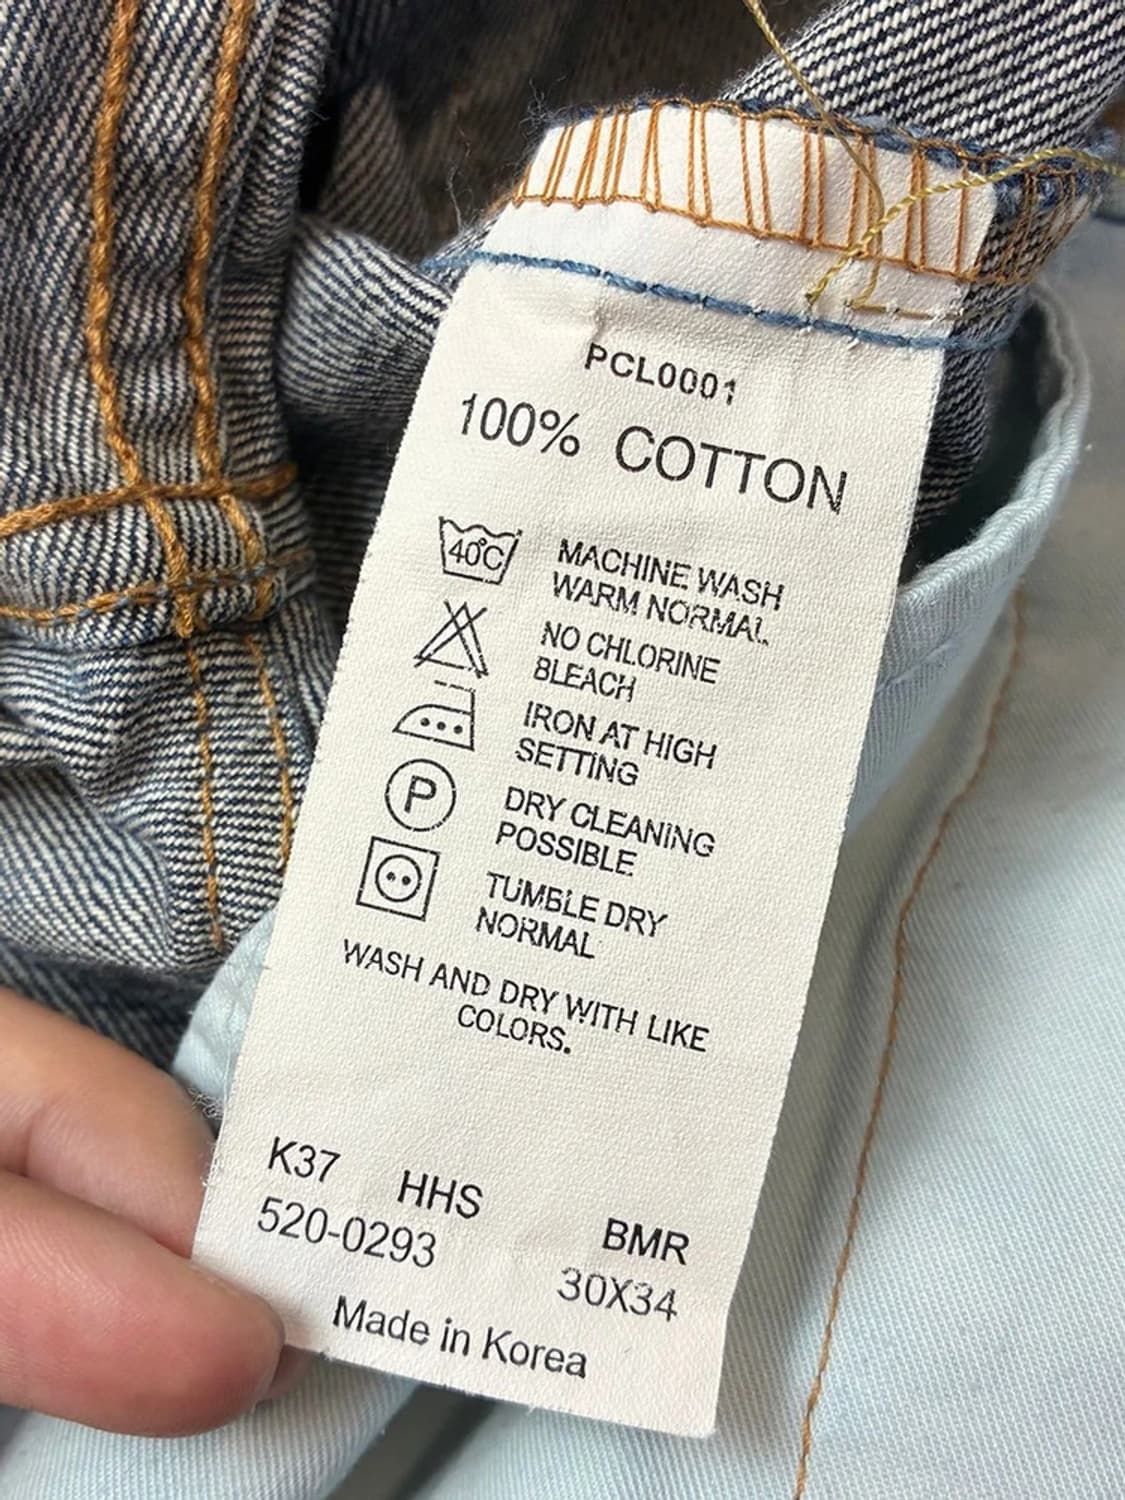 PCL0001
100% COTTON
40°C
MACHINE WASH
WARM NORMAL
NO CHLORINE
BLEACH
IRON AT HIGH
SETTING
P
DRY CLEANING
POSSIBLE
TUMBLE DRY
NORMAL
WASH AND DRY WITH LIKE
COLORS.
K37 HHS
520-0293
BMR
30X34
Made in Korea